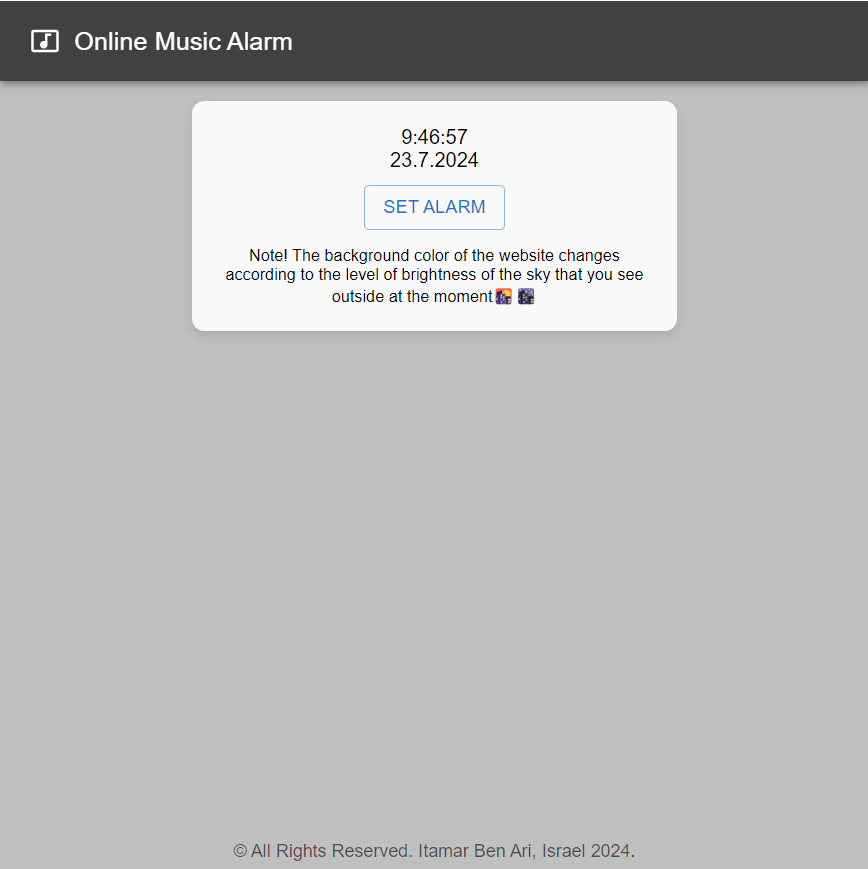 Online Music Alarm
9:46:57
23.7.2024
SET ALARM
Note! The background color of the website changes
according to the level of brightness of the sky that you see
outside at the moment🌇 🌃
© All Rights Reserved. Itamar Ben Ari, Israel 2024.